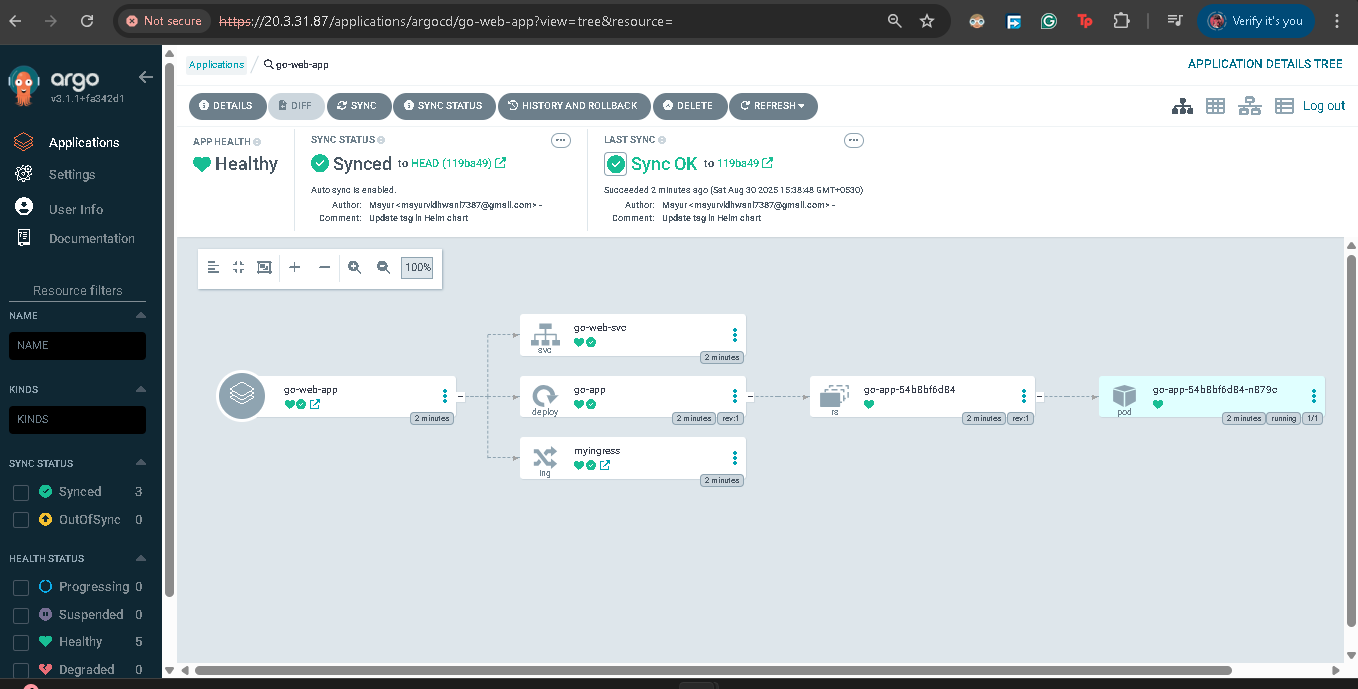 Not secure
https://20.3.31.87/applications/argocd/go-web-app?view=tree&resource=
Verify it's you
argo
v3.1.1+fa342d1
Applications
Settings
User Info
Documentation
Resource filters
NAME
NAME
KINDS
KINDS
SYNC STATUS
Synced 3
OutOfSync 0
HEALTH STATUS
Progressing 0
Suspended 0
Healthy 5
Degraded 0
Applications / go-web-app
APPLICATION DETAILS TREE
DETAILS DIFF SYNC SYNC STATUS HISTORY AND ROLLBACK DELETE REFRESH
Log out
APP HEALTH
Healthy
SYNC STATUS
Synced to HEAD (119ba49)
Auto sync is enabled.
Author: Mayur <mayurvidhwani7387@gmail.com> -
Comment: Update tag in Helm chart
LAST SYNC
Sync OK to 119ba49
Succeeded 2 minutes ago (Sat Aug 30 2025 15:38:48 GMT+0530)
Author: Mayur <mayurvidhwani7387@gmail.com> -
Comment: Update tag in Helm chart
100%
go-web-svc
svc
2 minutes
go-web-app
2 minutes
go-app
deploy
2 minutes rev:1
go-app-54b8bf6d84
rs
2 minutes rev:1
go-app-54b8bf6d84-n879c
pod
2 minutes running 1/1
myingress
ing
2 minutes